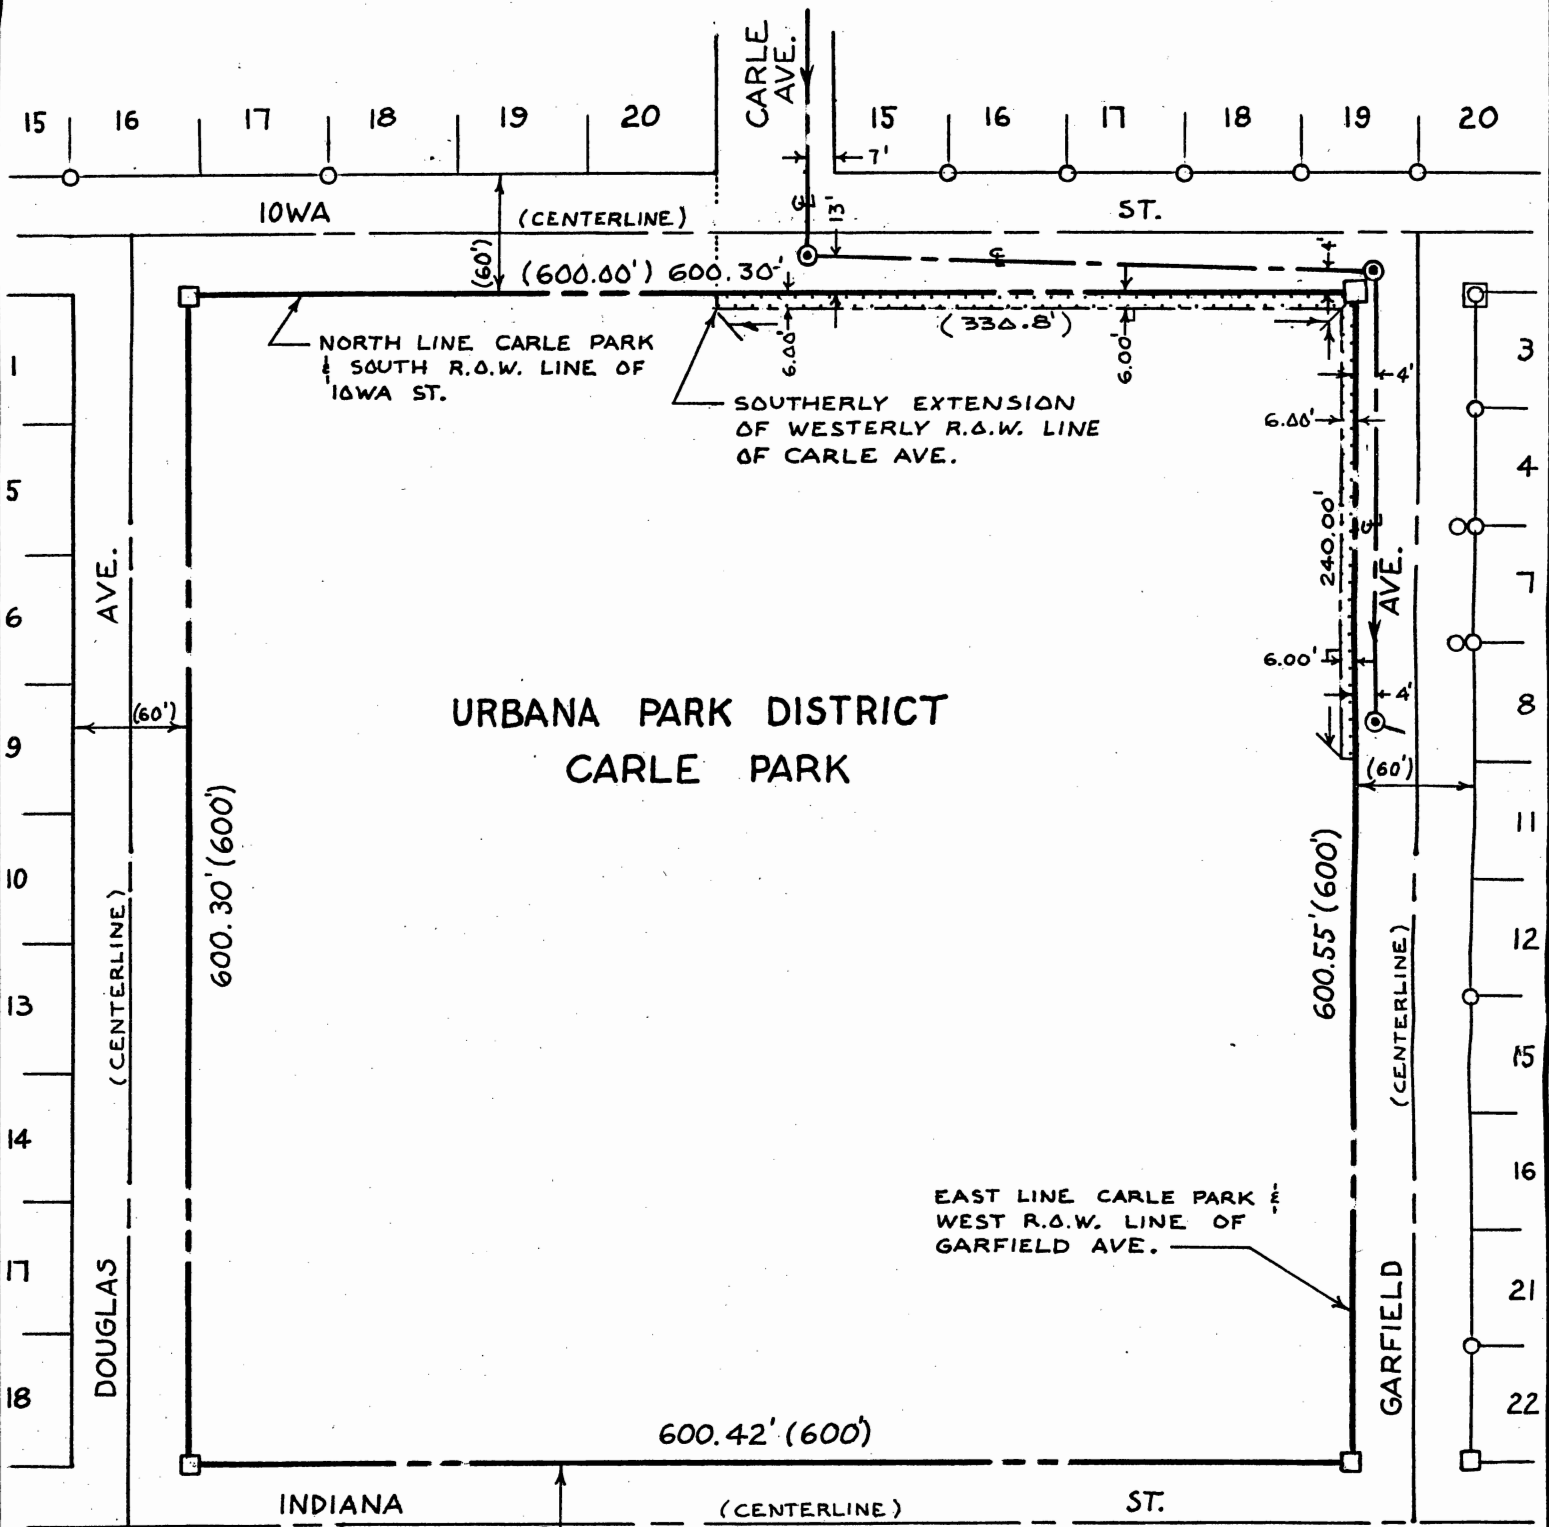 CARLE
AVE.
15 16 17 18 19 20 15 16 17 18 19 20
7'
IOWA (CENTERLINE) ST.
℄ 13'
(60') (600.00') 600.30' ℄ 4'
6.00' (330.8') 6.00'
NORTH LINE CARLE PARK
& SOUTH R.O.W. LINE OF
IOWA ST.
SOUTHERLY EXTENSION
OF WESTERLY R.O.W. LINE
OF CARLE AVE.
1
5
6
9
10
13
14
17
18
3
4
7
8
11
12
15
16
21
22
4'
6.00'
240.00' ℄
6.00'
4'
(60')
(60')
URBANA PARK DISTRICT
CARLE PARK
DOUGLAS (CENTERLINE) AVE.
600.30' (600')
600.55' (600')
GARFIELD (CENTERLINE) AVE.
EAST LINE CARLE PARK &
WEST R.O.W. LINE OF
GARFIELD AVE.
600.42' (600')
INDIANA (CENTERLINE) ST.